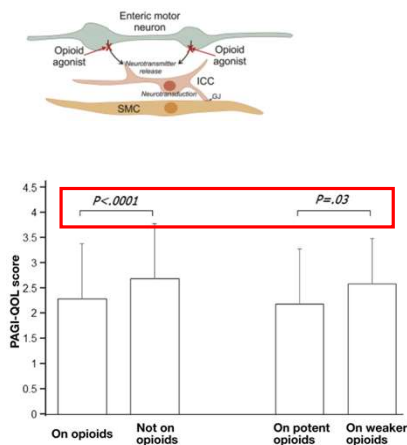 Enteric motor
neuron
Opioid
agonist
Opioid
agonist
Neurotransmitter
release
ICC
Neurotransduction
GJ
SMC
4.5
4
3.5
3
2.5
2
1.5
1
0.5
0
PAGI-QOL score
P<.0001
P=.03
On opioids
Not on
opioids
On potent
opioids
On weaker
opioids